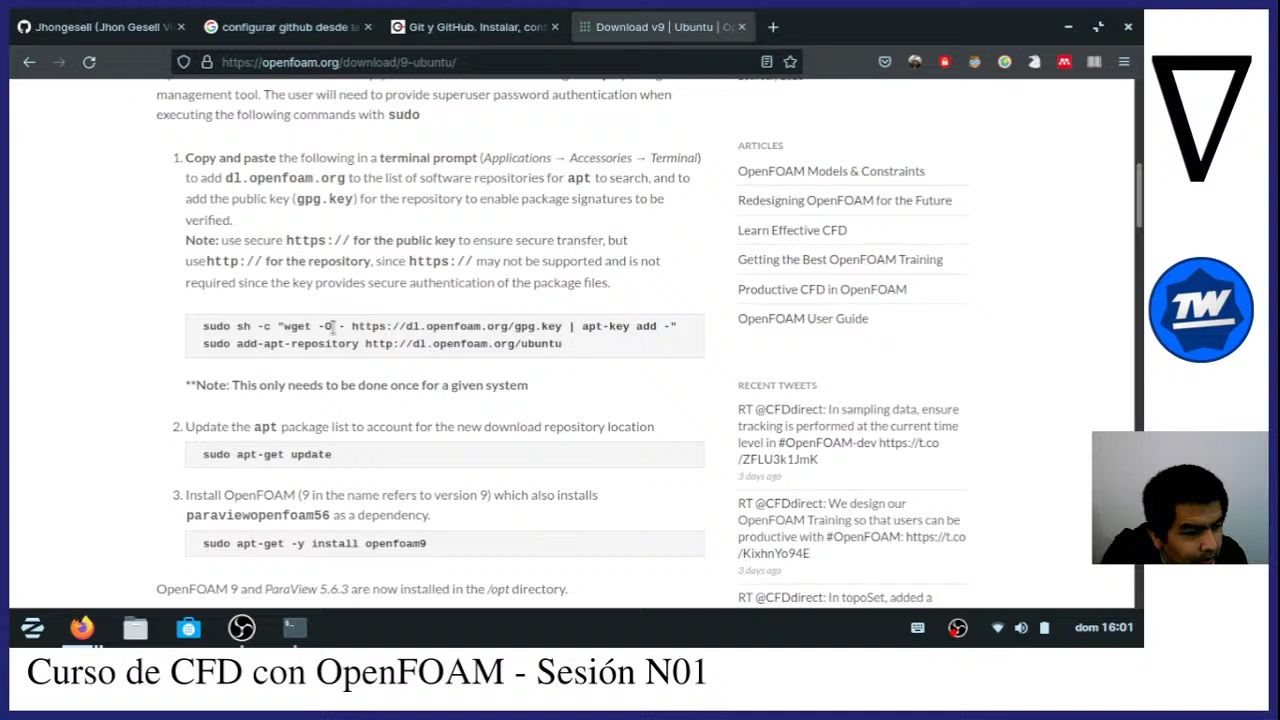 Jhongesell (Jhon Gesell Vi
configurar github desde la
Git y GitHub. Instalar, con
Download v9 | Ubuntu | Op
https://openfoam.org/download/9-ubuntu/
management tool. The user will need to provide superuser password authentication when
executing the following commands with sudo
1. Copy and paste the following in a terminal prompt (Applications → Accessories → Terminal)
to add dl.openfoam.org to the list of software repositories for apt to search, and to
add the public key (gpg.key) for the repository to enable package signatures to be
verified.
Note: use secure https:// for the public key to ensure secure transfer, but
usehttp:// for the repository, since https:// may not be supported and is not
required since the key provides secure authentication of the package files.
sudo sh -c "wget -O - https://dl.openfoam.org/gpg.key | apt-key add -"
sudo add-apt-repository http://dl.openfoam.org/ubuntu
**Note: This only needs to be done once for a given system
2. Update the apt package list to account for the new download repository location
sudo apt-get update
3. Install OpenFOAM (9 in the name refers to version 9) which also installs
paraviewopenfoam56 as a dependency.
sudo apt-get -y install openfoam9
OpenFOAM 9 and ParaView 5.6.3 are now installed in the /opt directory.
ARTICLES
OpenFOAM Models & Constraints
Redesigning OpenFOAM for the Future
Learn Effective CFD
Getting the Best OpenFOAM Training
Productive CFD in OpenFOAM
OpenFOAM User Guide
RECENT TWEETS
RT @CFDdirect: In sampling data, ensure
tracking is performed at the current time
level in #OpenFOAM-dev https://t.co
/ZFLU3k1JmK
3 days ago
RT @CFDdirect: We design our
OpenFOAM Training so that users can be
productive with #OpenFOAM: https://t.co
/KixhnYo94E
3 days ago
RT @CFDdirect: In topoSet, added a
TW
dom 16:01
Curso de CFD con OpenFOAM - Sesión N01